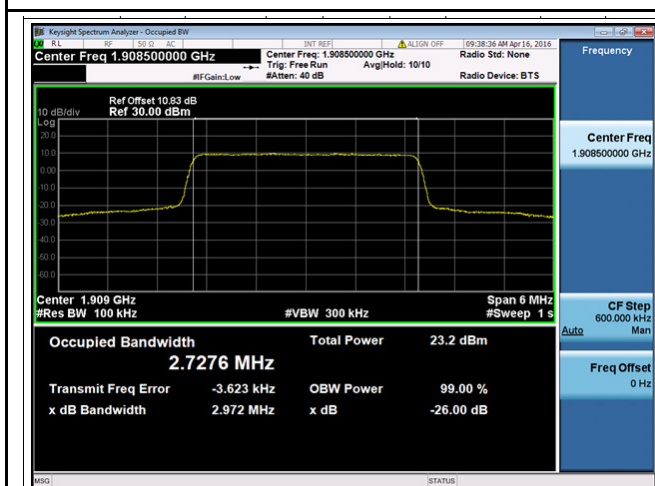 Keysight Spectrum Analyzer - Occupied BW
RL RF 50 Ω AC INT REF ALIGN OFF 09:38:36 AM Apr 16, 2016
Center Freq 1.908500000 GHz
Center Freq: 1.908500000 GHz
Radio Std: None
Trig: Free Run Avg|Hold: 10/10
#IFGain:Low #Atten: 40 dB Radio Device: BTS
Ref Offset 10.83 dB
10 dB/div Ref 30.00 dBm
Log
20.0
10.0
0.00
-10.0
-20.0
-30.0
-40.0
-50.0
-60.0
Center 1.909 GHz Span 6 MHz
#Res BW 100 kHz #VBW 300 kHz #Sweep 1 s
Occupied Bandwidth Total Power 23.2 dBm
2.7276 MHz
Transmit Freq Error -3.623 kHz OBW Power 99.00 %
x dB Bandwidth 2.972 MHz x dB -26.00 dB
MSG STATUS
Frequency
Center Freq
1.908500000 GHz
CF Step
600.000 kHz
Auto Man
Freq Offset
0 Hz